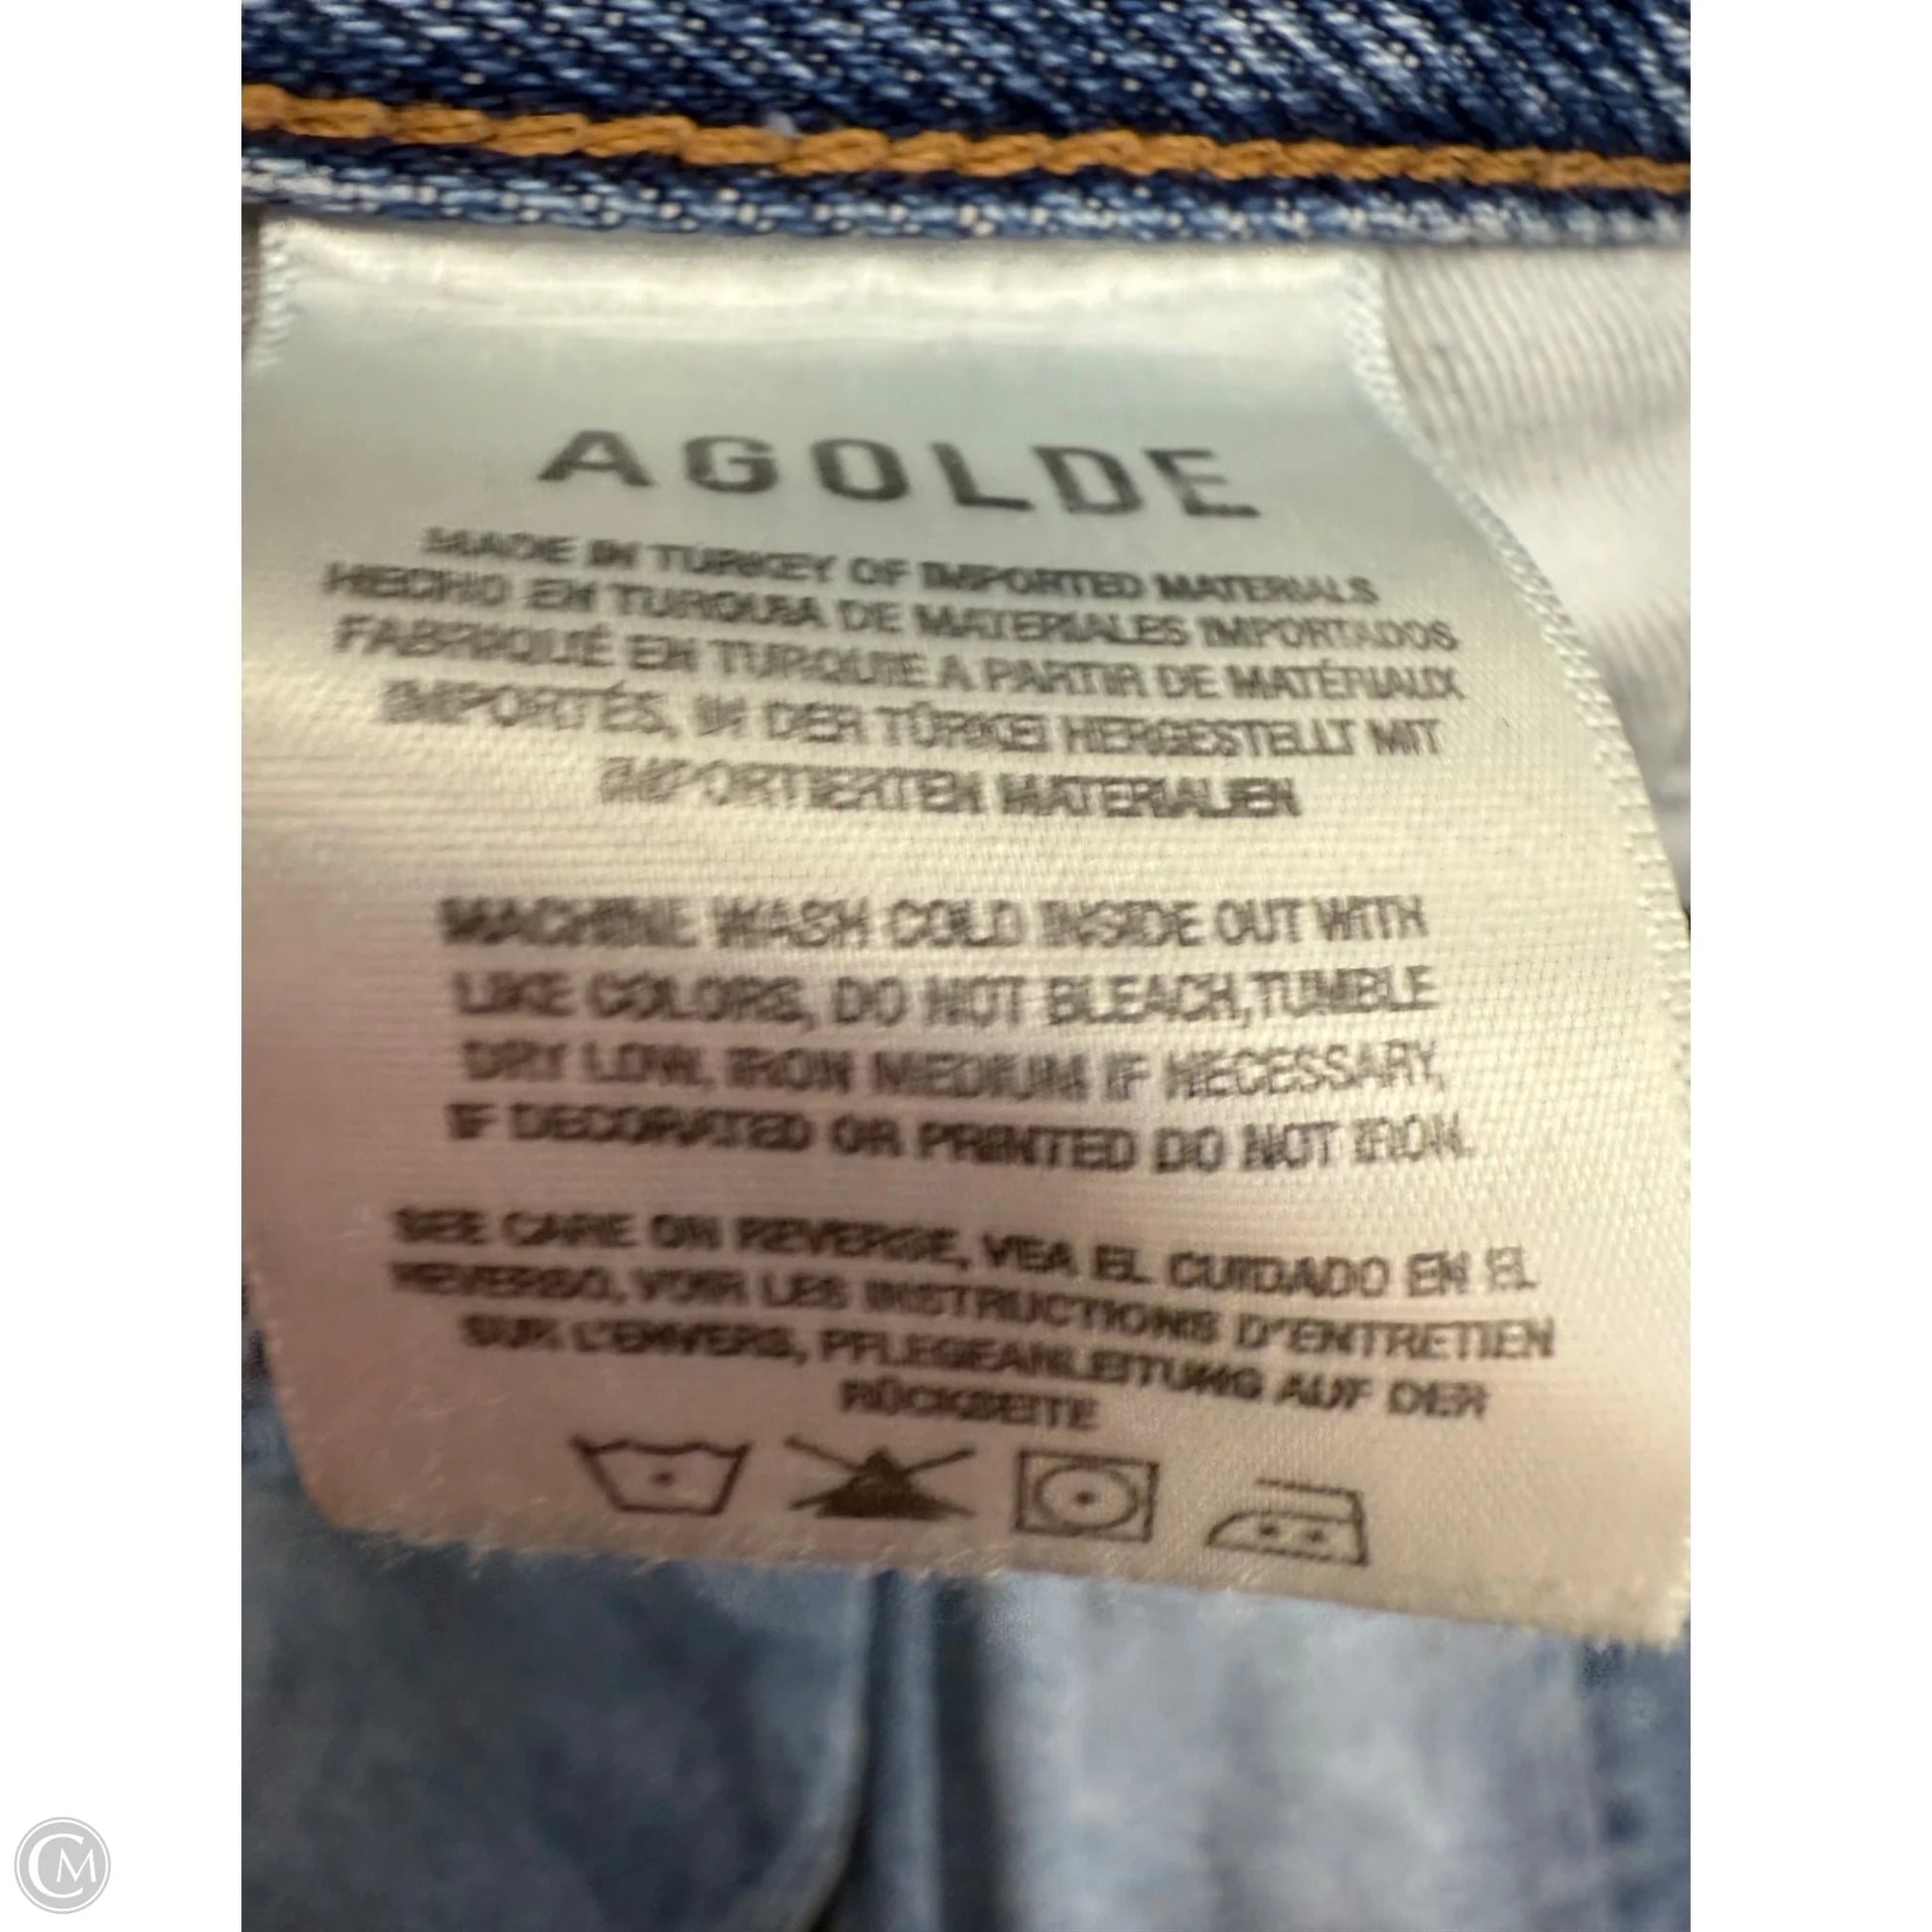 AGOLDE
MADE IN TURKEY OF IMPORTED MATERIALS
HECHO EN TURQUIA DE MATERIALES IMPORTADOS
FABRIQUÉ EN TURQUIE A PARTIR DE MATÉRIAUX
IMPORTÉS, IN DER TÜRKEI HERGESTELLT MIT
IMPORTIERTEN MATERIALIEN
MACHINE WASH COLD INSIDE OUT WITH
LIKE COLORS, DO NOT BLEACH,TUMBLE
DRY LOW, IRON MEDIUM IF NECESSARY,
IF DECORATED OR PRINTED DO NOT IRON.
SEE CARE ON REVERSE, VEA EL CUIDADO EN EL
REVERSO, VOIR LES INSTRUCTIONS D'ENTRETIEN
SUR L'ENVERS, PFLEGEANLEITUNG AUF DER
RÜCKSEITE
CM